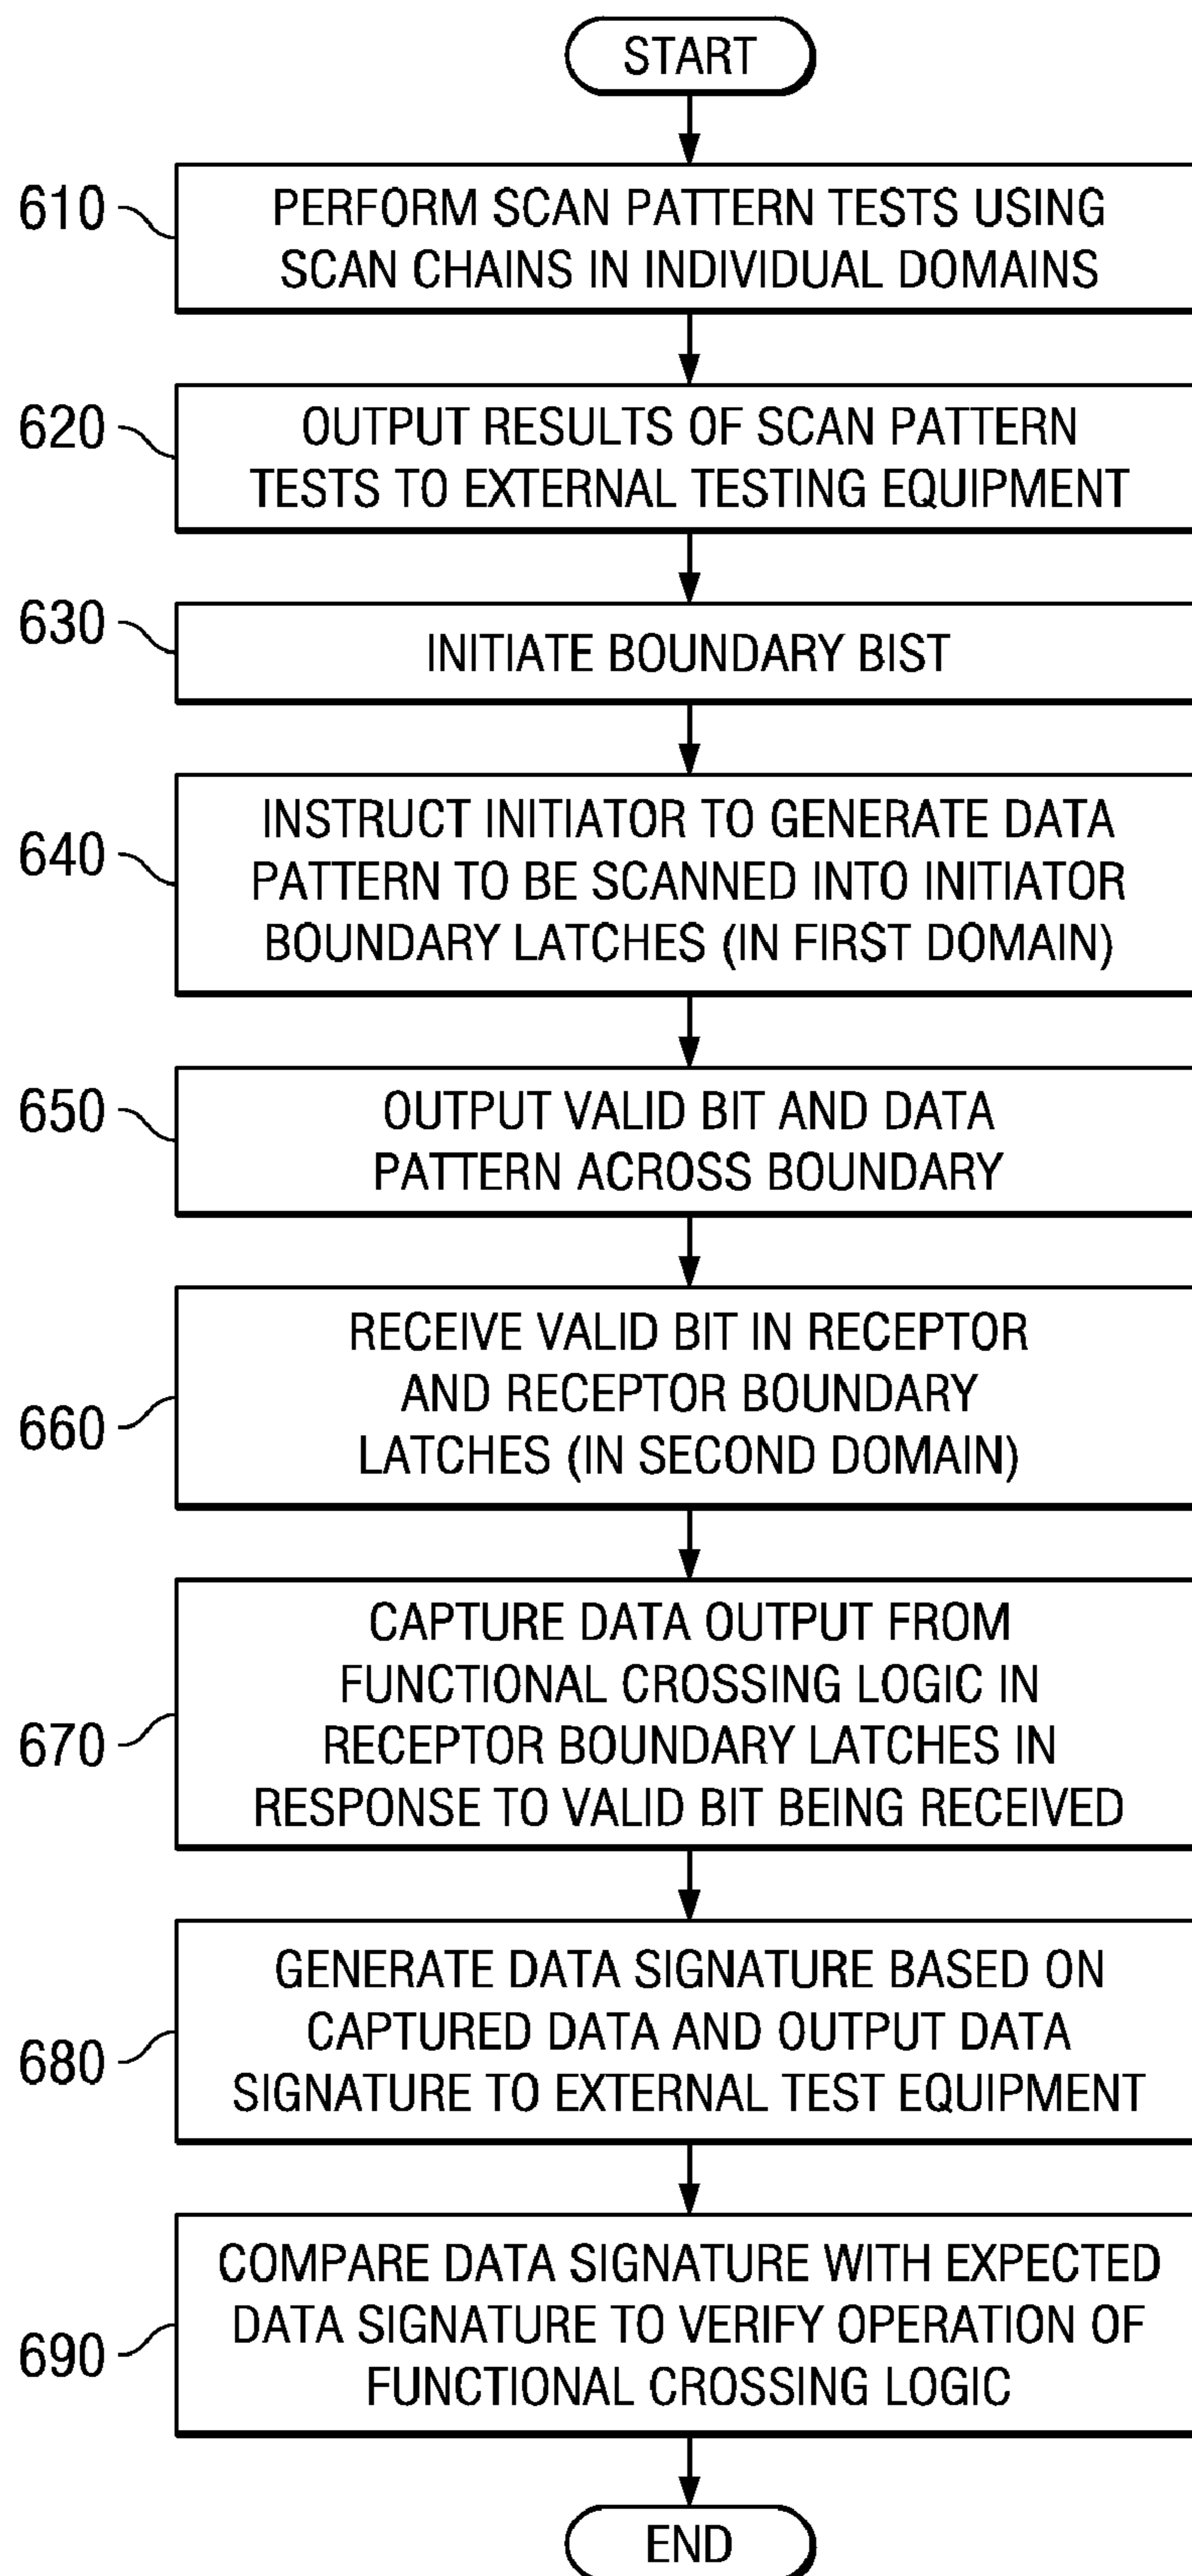 START
610
PERFORM SCAN PATTERN TESTS USING
SCAN CHAINS IN INDIVIDUAL DOMAINS
620
OUTPUT RESULTS OF SCAN PATTERN
TESTS TO EXTERNAL TESTING EQUIPMENT
630
INITIATE BOUNDARY BIST
640
INSTRUCT INITIATOR TO GENERATE DATA
PATTERN TO BE SCANNED INTO INITIATOR
BOUNDARY LATCHES (IN FIRST DOMAIN)
650
OUTPUT VALID BIT AND DATA
PATTERN ACROSS BOUNDARY
660
RECEIVE VALID BIT IN RECEPTOR
AND RECEPTOR BOUNDARY
LATCHES (IN SECOND DOMAIN)
670
CAPTURE DATA OUTPUT FROM
FUNCTIONAL CROSSING LOGIC IN
RECEPTOR BOUNDARY LATCHES IN
RESPONSE TO VALID BIT BEING RECEIVED
680
GENERATE DATA SIGNATURE BASED ON
CAPTURED DATA AND OUTPUT DATA
SIGNATURE TO EXTERNAL TEST EQUIPMENT
690
COMPARE DATA SIGNATURE WITH EXPECTED
DATA SIGNATURE TO VERIFY OPERATION OF
FUNCTIONAL CROSSING LOGIC
END